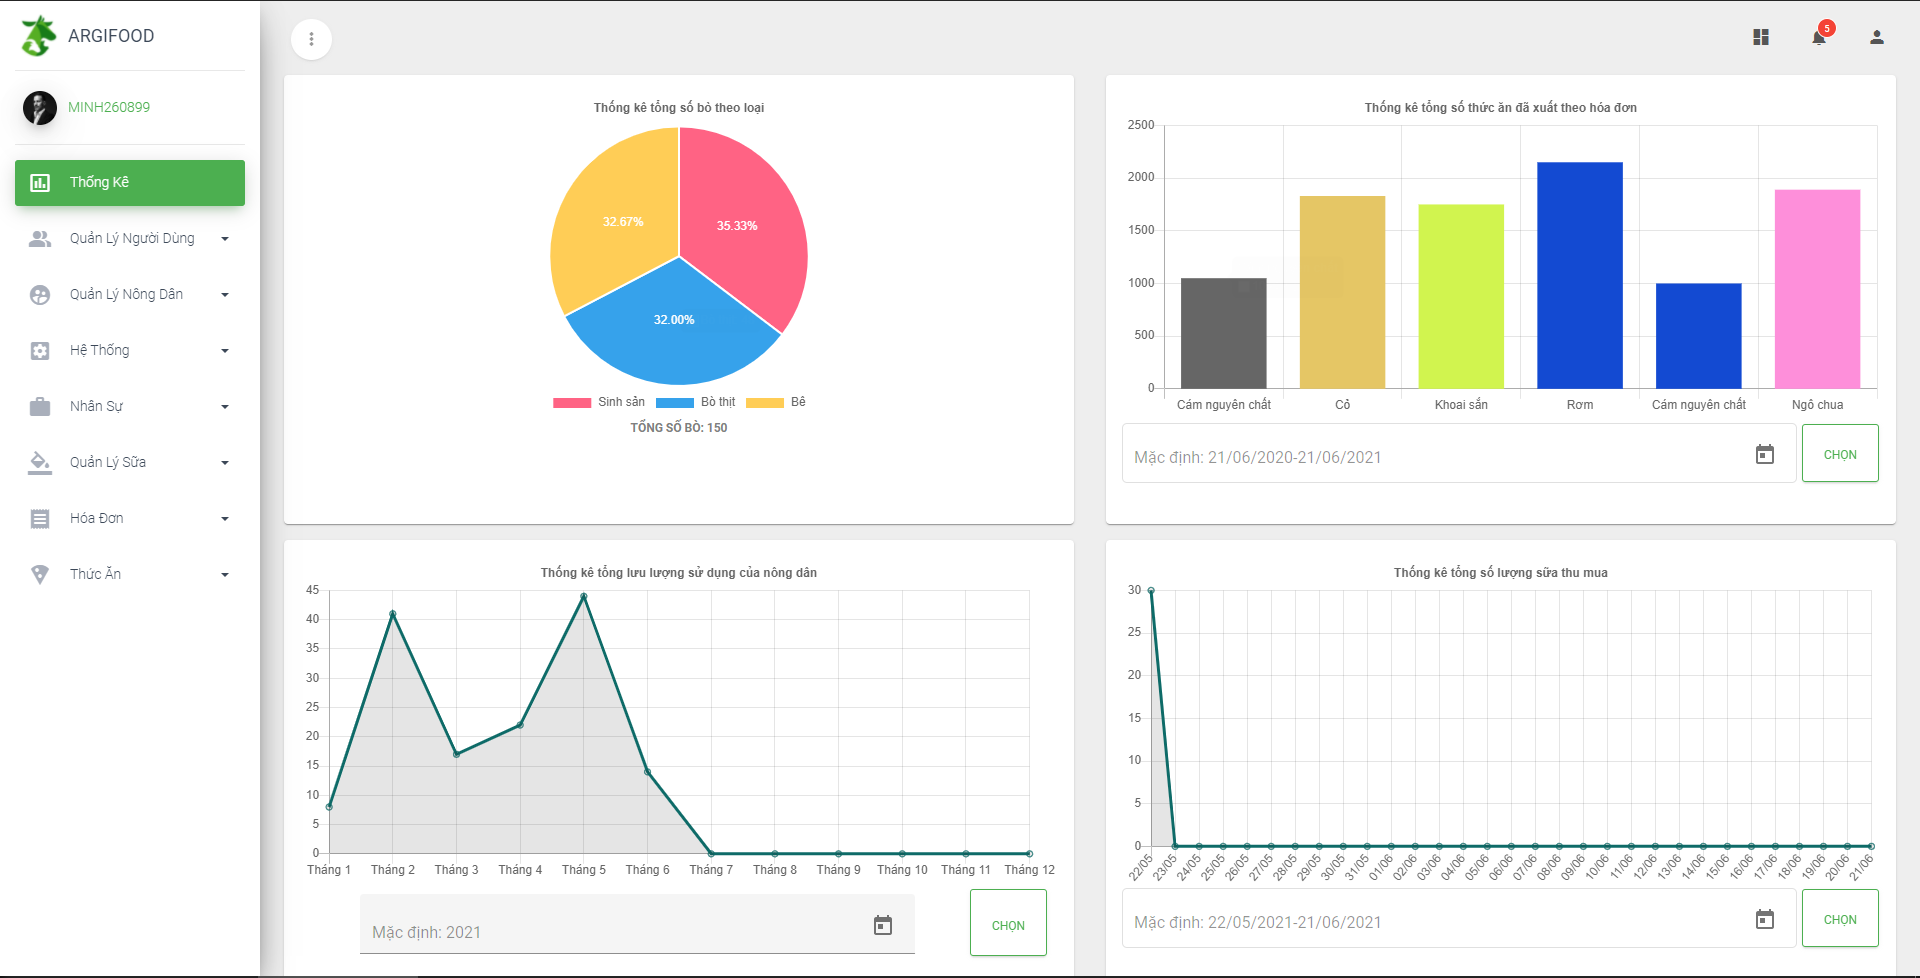 ARGIFOOD
MINH260899
Thống Kê
Quản Lý Người Dùng
Quản Lý Nông Dân
Hệ Thống
Nhân Sự
Quản Lý Sữa
Hóa Đơn
Thức Ăn
5
Thống kê tổng số bò theo loại
32.67%
35.33%
32.00%
Sinh sản Bò thịt Bê
TỔNG SỐ BÒ: 150
Thống kê tổng số thức ăn đã xuất theo hóa đơn
2500
2000
1500
1000
500
0
Cám nguyên chất Cỏ Khoai sắn Rơm Cám nguyên chất Ngô chua
Mặc định: 21/06/2020-21/06/2021
CHỌN
Thống kê tổng lưu lượng sử dụng của nông dân
45
40
35
30
25
20
15
10
5
0
Tháng 1 Tháng 2 Tháng 3 Tháng 4 Tháng 5 Tháng 6 Tháng 7 Tháng 8 Tháng 9 Tháng 10 Tháng 11 Tháng 12
Mặc định: 2021
CHỌN
Thống kê tổng số lượng sữa thu mua
30
25
20
15
10
5
0
22/05 23/05 24/05 25/05 26/05 27/05 28/05 29/05 30/05 31/05 01/06 02/06 03/06 04/06 05/06 06/06 07/06 08/06 09/06 10/06 11/06 12/06 13/06 14/06 15/06 16/06 17/06 18/06 19/06 20/06 21/06
Mặc định: 22/05/2021-21/06/2021
CHỌN